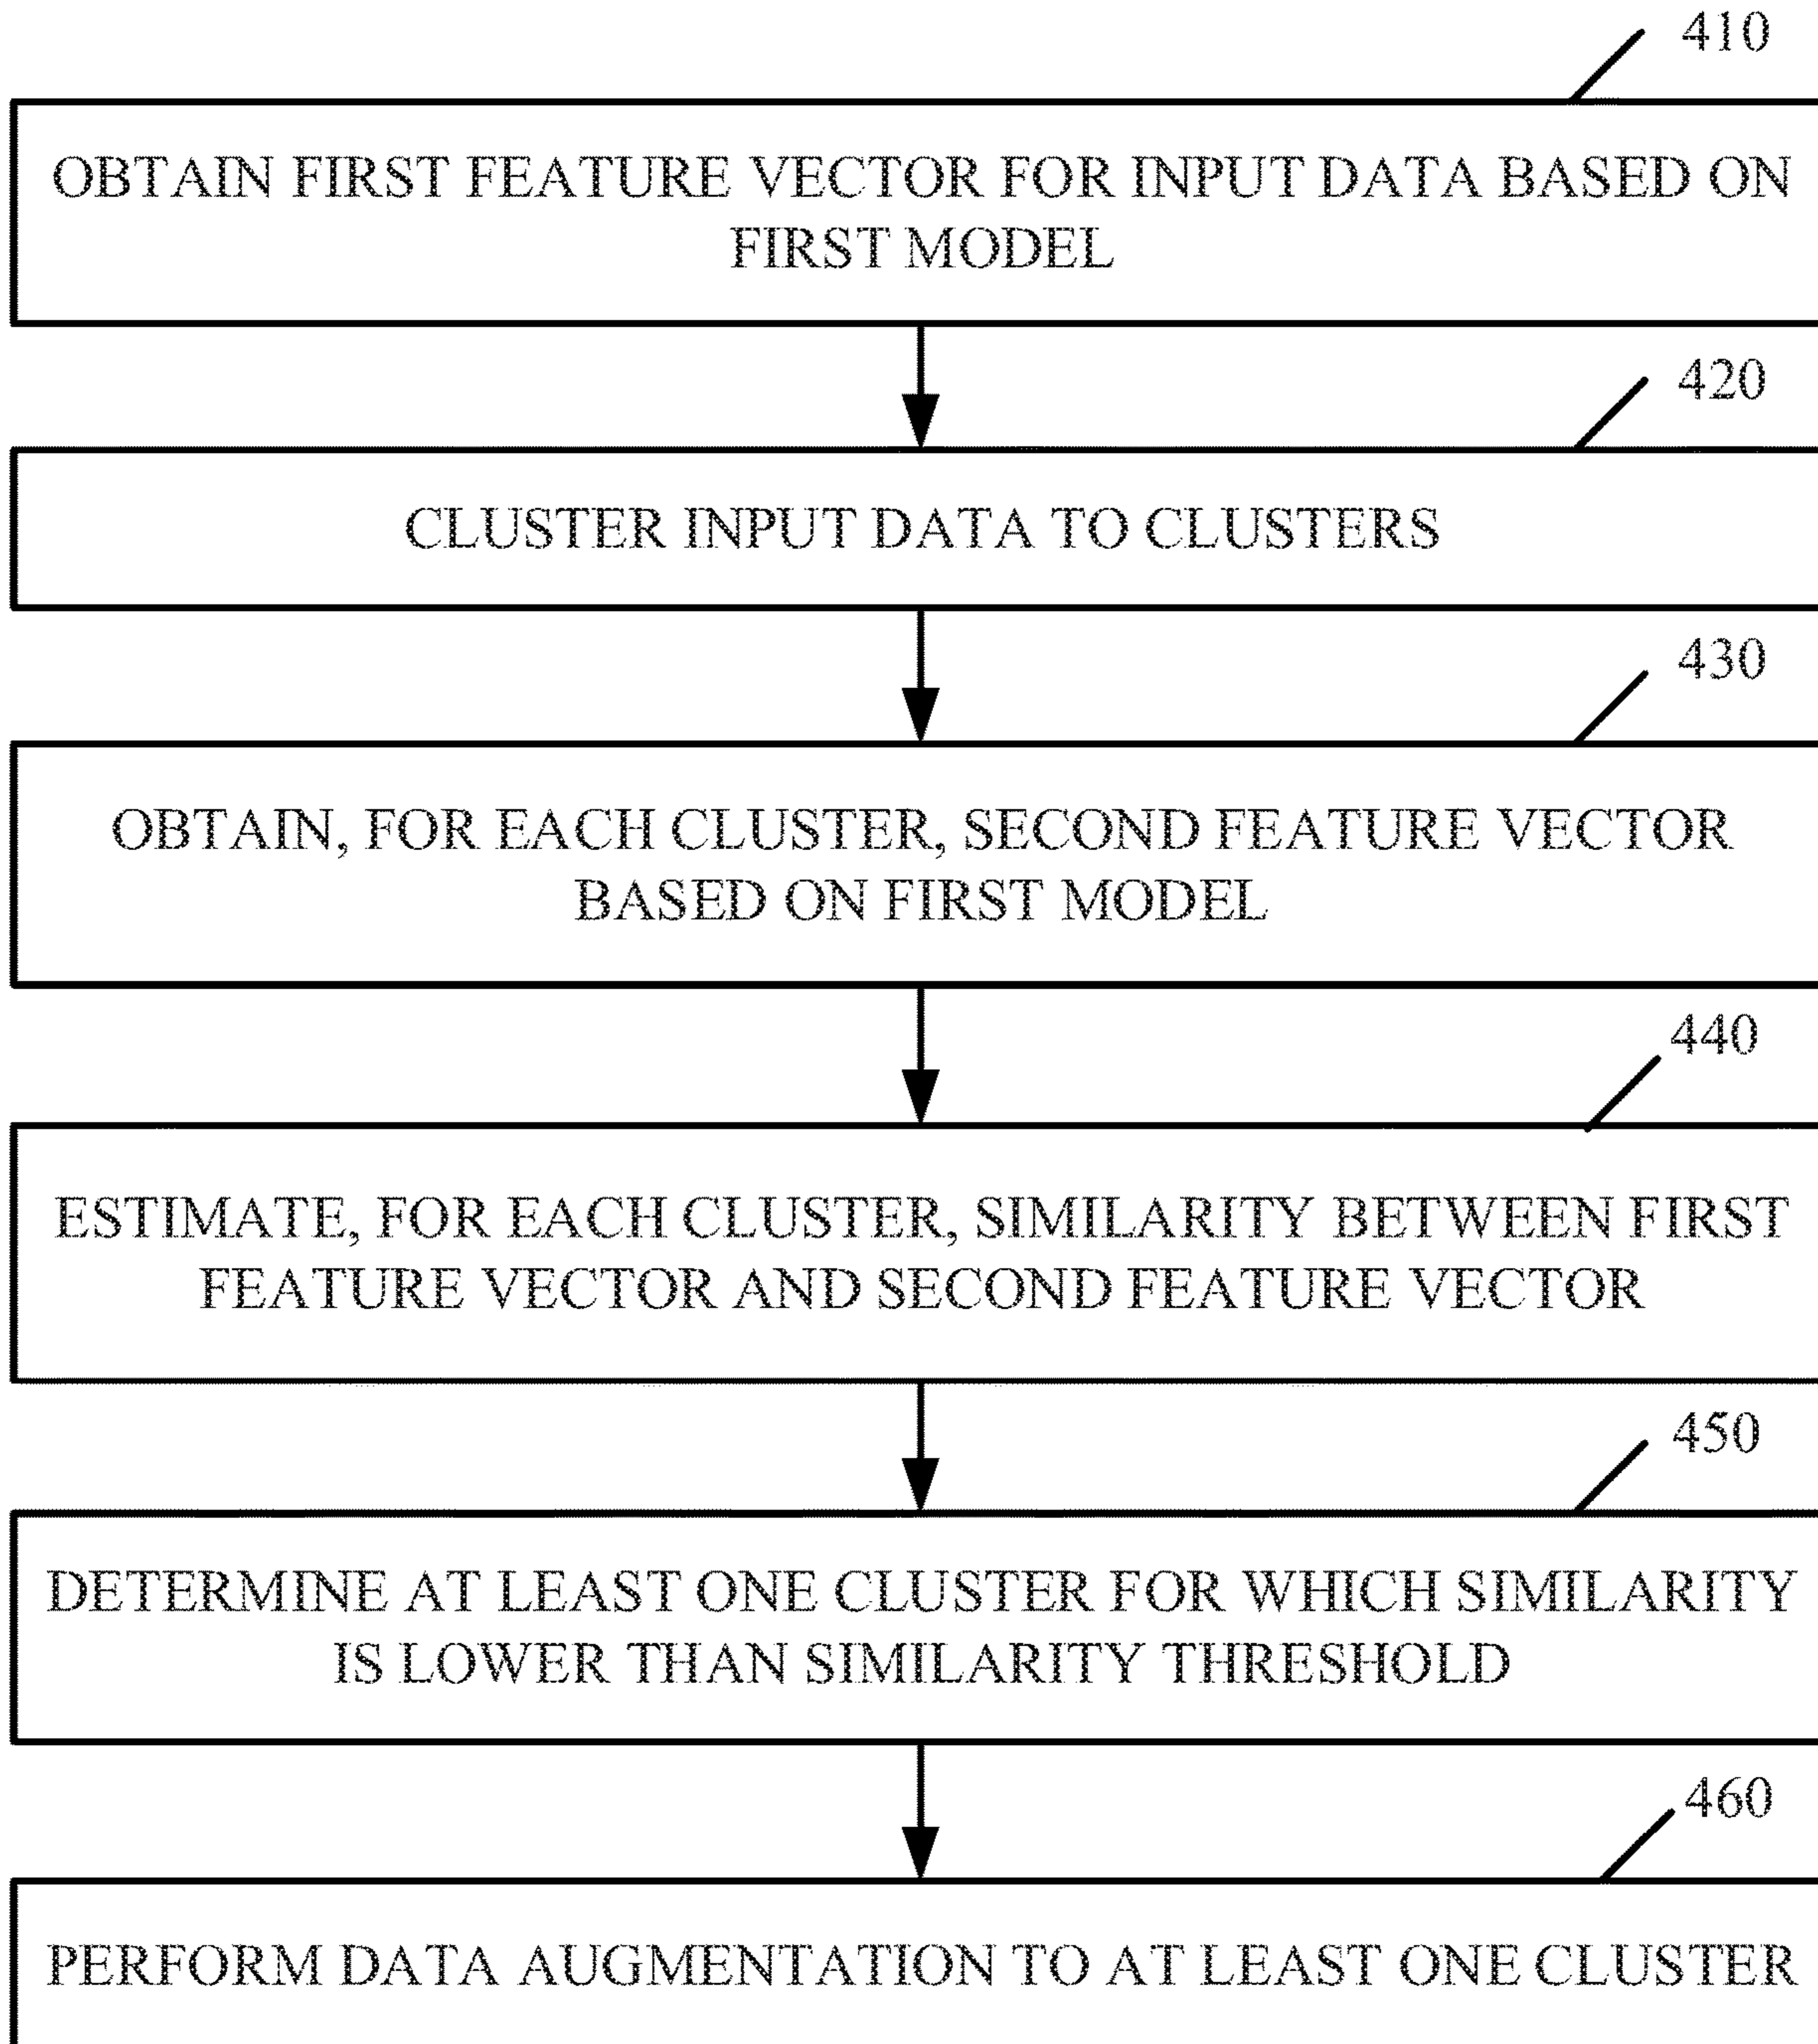 410
OBTAIN FIRST FEATURE VECTOR FOR INPUT DATA BASED ON
FIRST MODEL
420
CLUSTER INPUT DATA TO CLUSTERS
430
OBTAIN, FOR EACH CLUSTER, SECOND FEATURE VECTOR
BASED ON FIRST MODEL
440
ESTIMATE, FOR EACH CLUSTER, SIMILARITY BETWEEN FIRST
FEATURE VECTOR AND SECOND FEATURE VECTOR
450
DETERMINE AT LEAST ONE CLUSTER FOR WHICH SIMILARITY
IS LOWER THAN SIMILARITY THRESHOLD
460
PERFORM DATA AUGMENTATION TO AT LEAST ONE CLUSTER